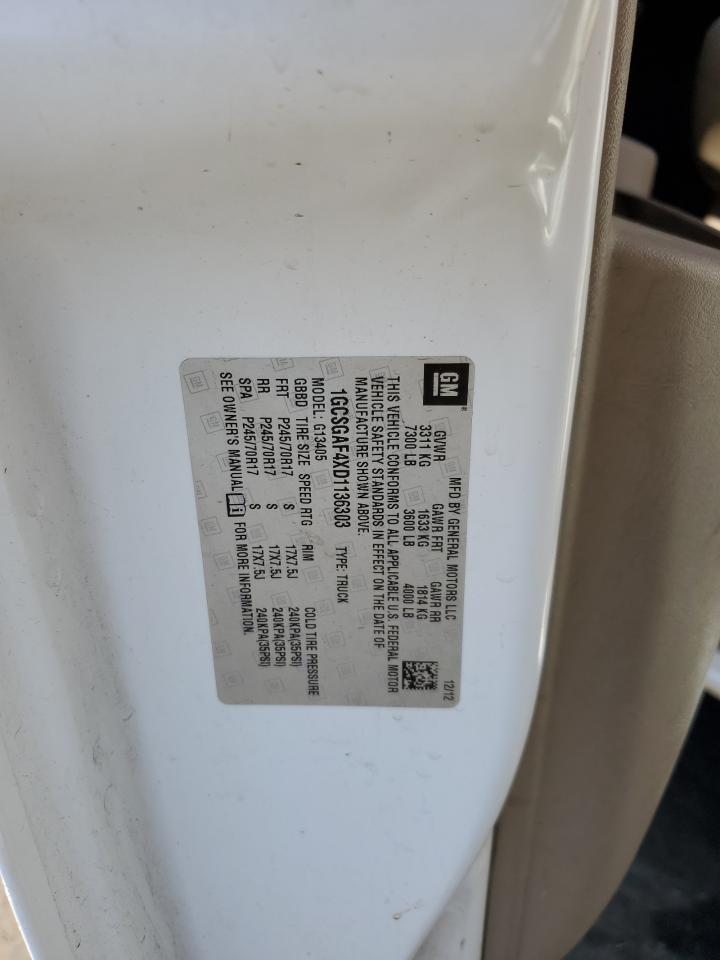 GM®
MFD BY GENERAL MOTORS LLC 12/12
GVWR GAWR FRT GAWR RR
3311 KG 1633 KG 1814 KG
7300 LB 3600 LB 4000 LB
THIS VEHICLE CONFORMS TO ALL APPLICABLE U.S. FEDERAL MOTOR
VEHICLE SAFETY STANDARDS IN EFFECT ON THE DATE OF
MANUFACTURE SHOWN ABOVE.
1GCSGAF4XD1136303 TYPE: TRUCK
MODEL: G13405
GBBD TIRE SIZE SPEED RTG RIM COLD TIRE PRESSURE
FRT P245/70R17 S 17X7.5J 240KPA(35PSI)
RR P245/70R17 S 17X7.5J 240KPA(35PSI)
SPA P245/70R17 S 17X7.5J 240KPA(35PSI)
SEE OWNER'S MANUAL i FOR MORE INFORMATION.